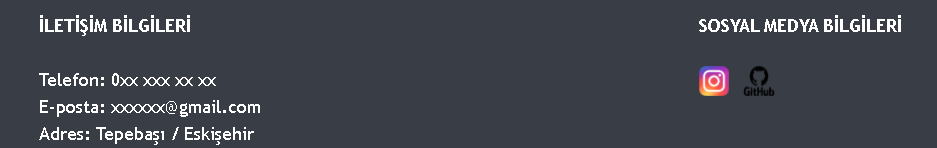 İLETİŞİM BİLGİLERİ
Telefon: 0xx xxx xx xx
E-posta: xxxxxx@gmail.com
Adres: Tepebaşı / Eskişehir
SOSYAL MEDYA BİLGİLERİ
GitHub